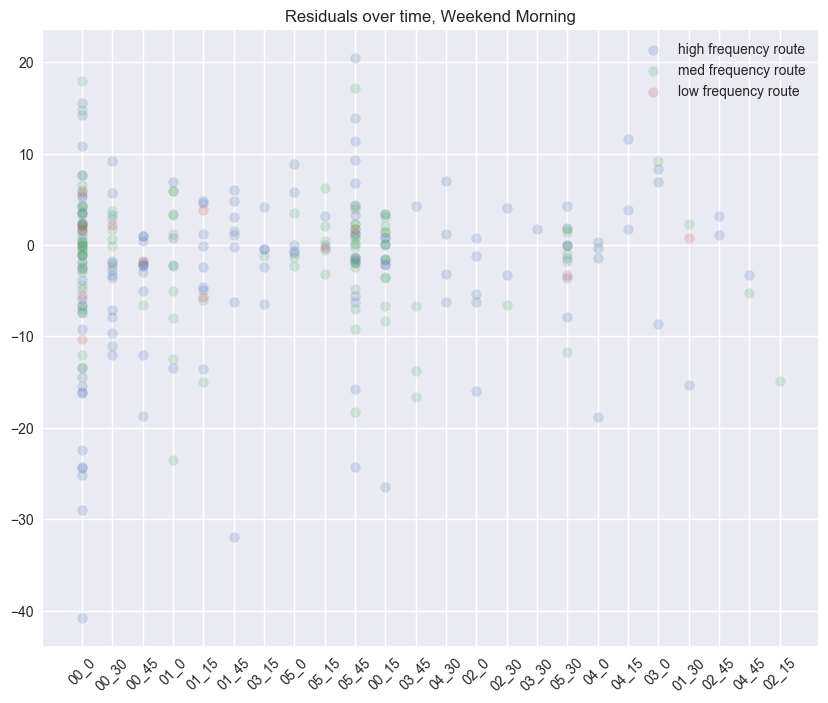 Residuals over time, Weekend Morning
high frequency route
med frequency route
low frequency route
20
10
0
−10
−20
−30
−40
00_0 00_30 00_45 01_0 01_15 01_45 03_15 05_0 05_15 05_45 00_15 03_45 04_30 02_0 02_30 03_30 05_30 04_0 04_15 03_0 01_30 02_45 04_45 02_15